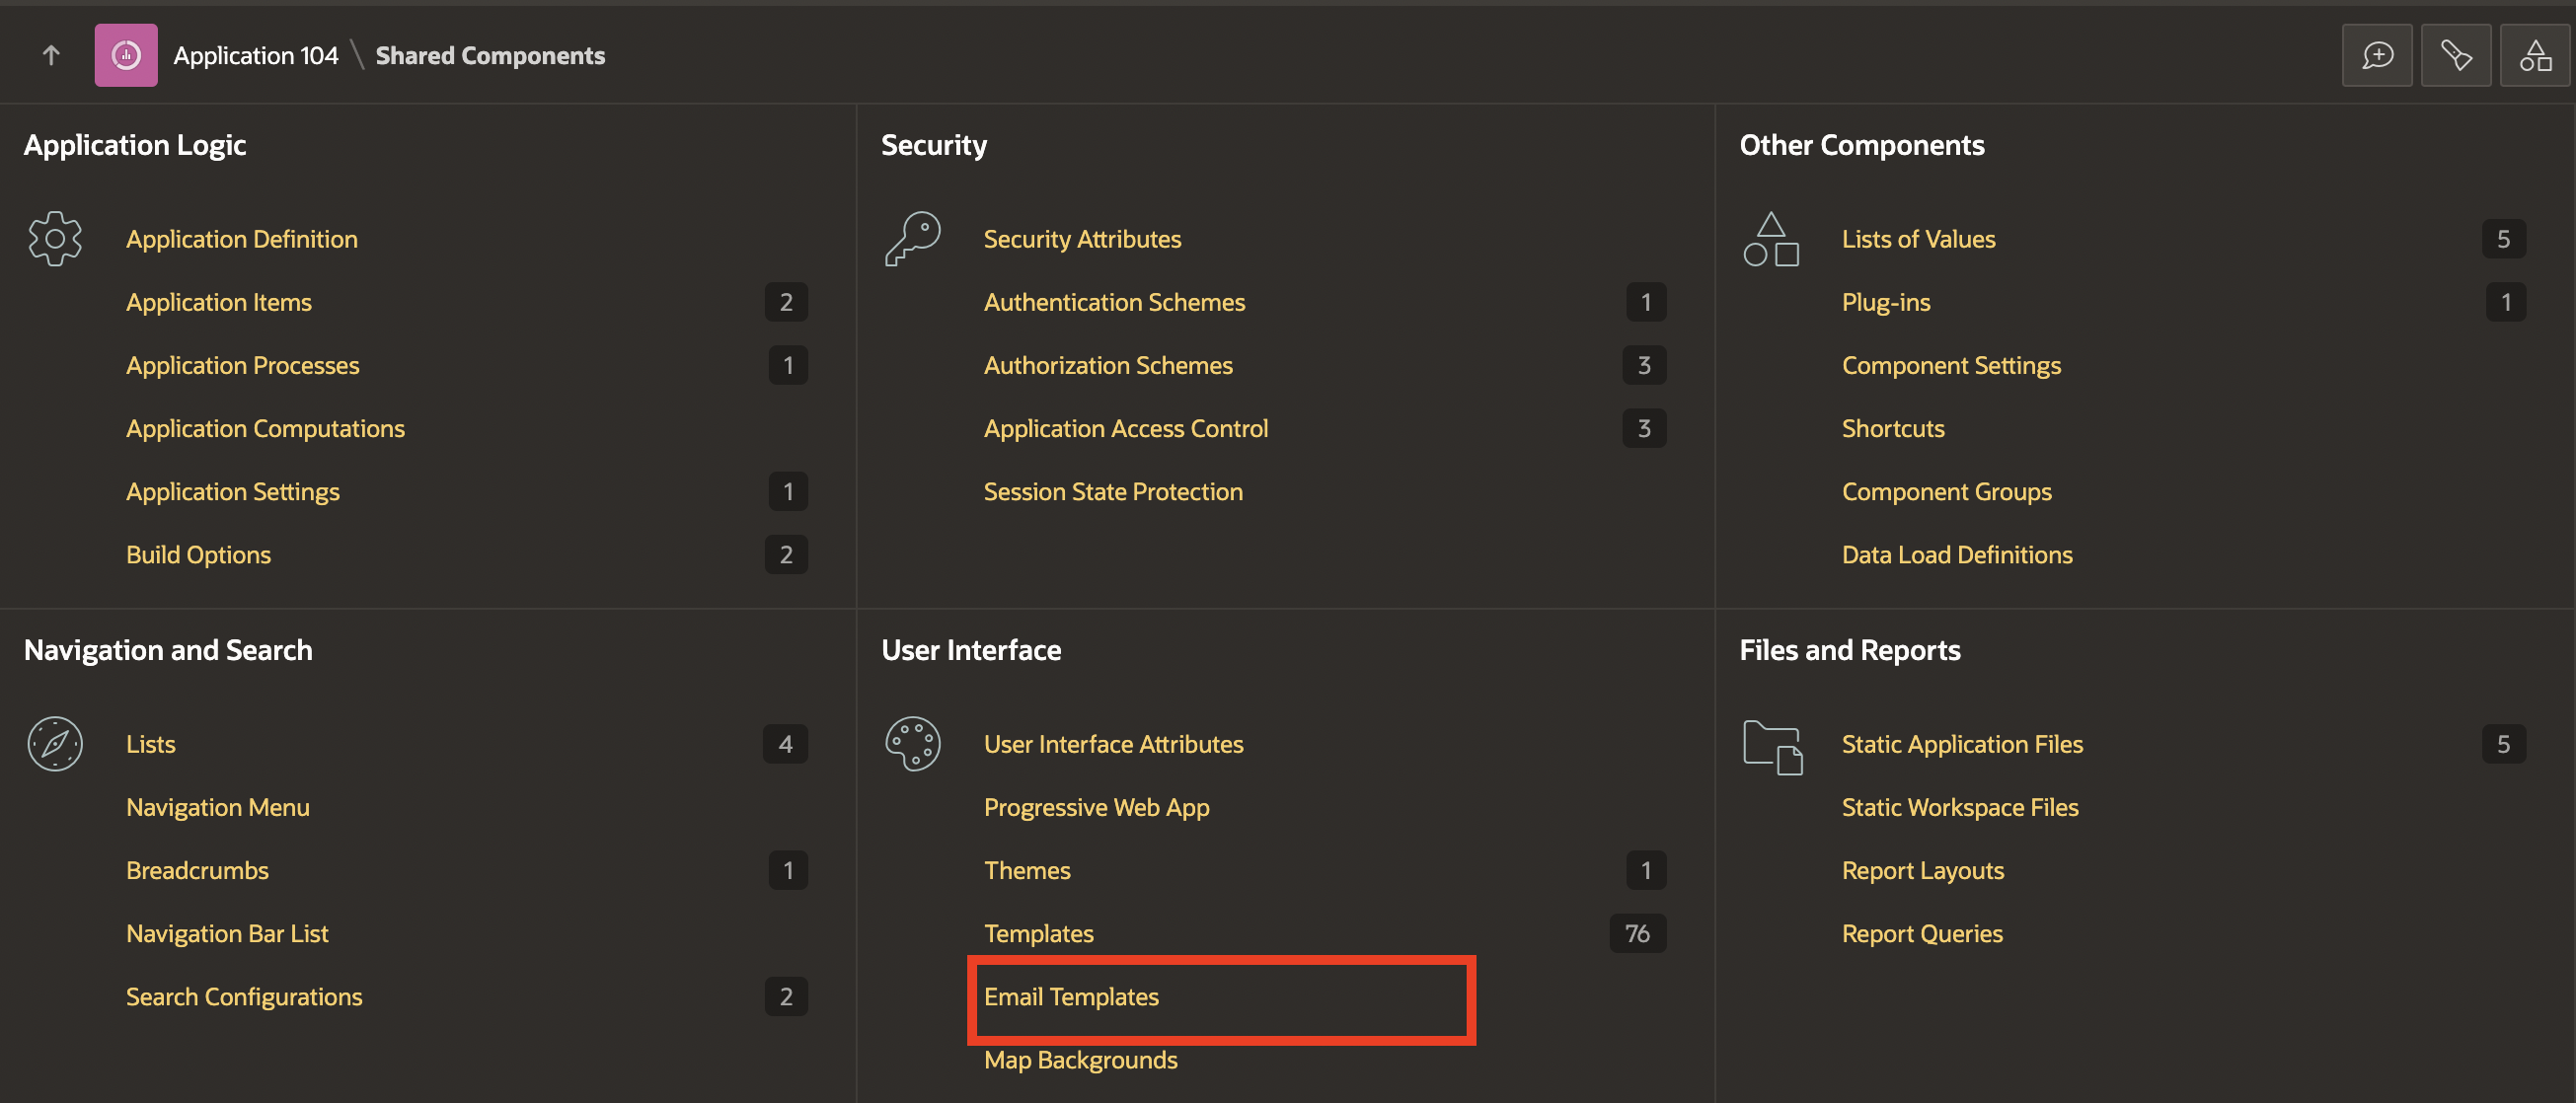 Application 104 \ Shared Components
Application Logic
Application Definition
Application Items 2
Application Processes 1
Application Computations
Application Settings 1
Build Options 2
Security
Security Attributes
Authentication Schemes 1
Authorization Schemes 3
Application Access Control 3
Session State Protection
Other Components
Lists of Values 5
Plug-ins 1
Component Settings
Shortcuts
Component Groups
Data Load Definitions
Navigation and Search
Lists 4
Navigation Menu
Breadcrumbs 1
Navigation Bar List
Search Configurations 2
User Interface
User Interface Attributes
Progressive Web App
Themes 1
Templates 76
Email Templates
Map Backgrounds
Files and Reports
Static Application Files 5
Static Workspace Files
Report Layouts
Report Queries